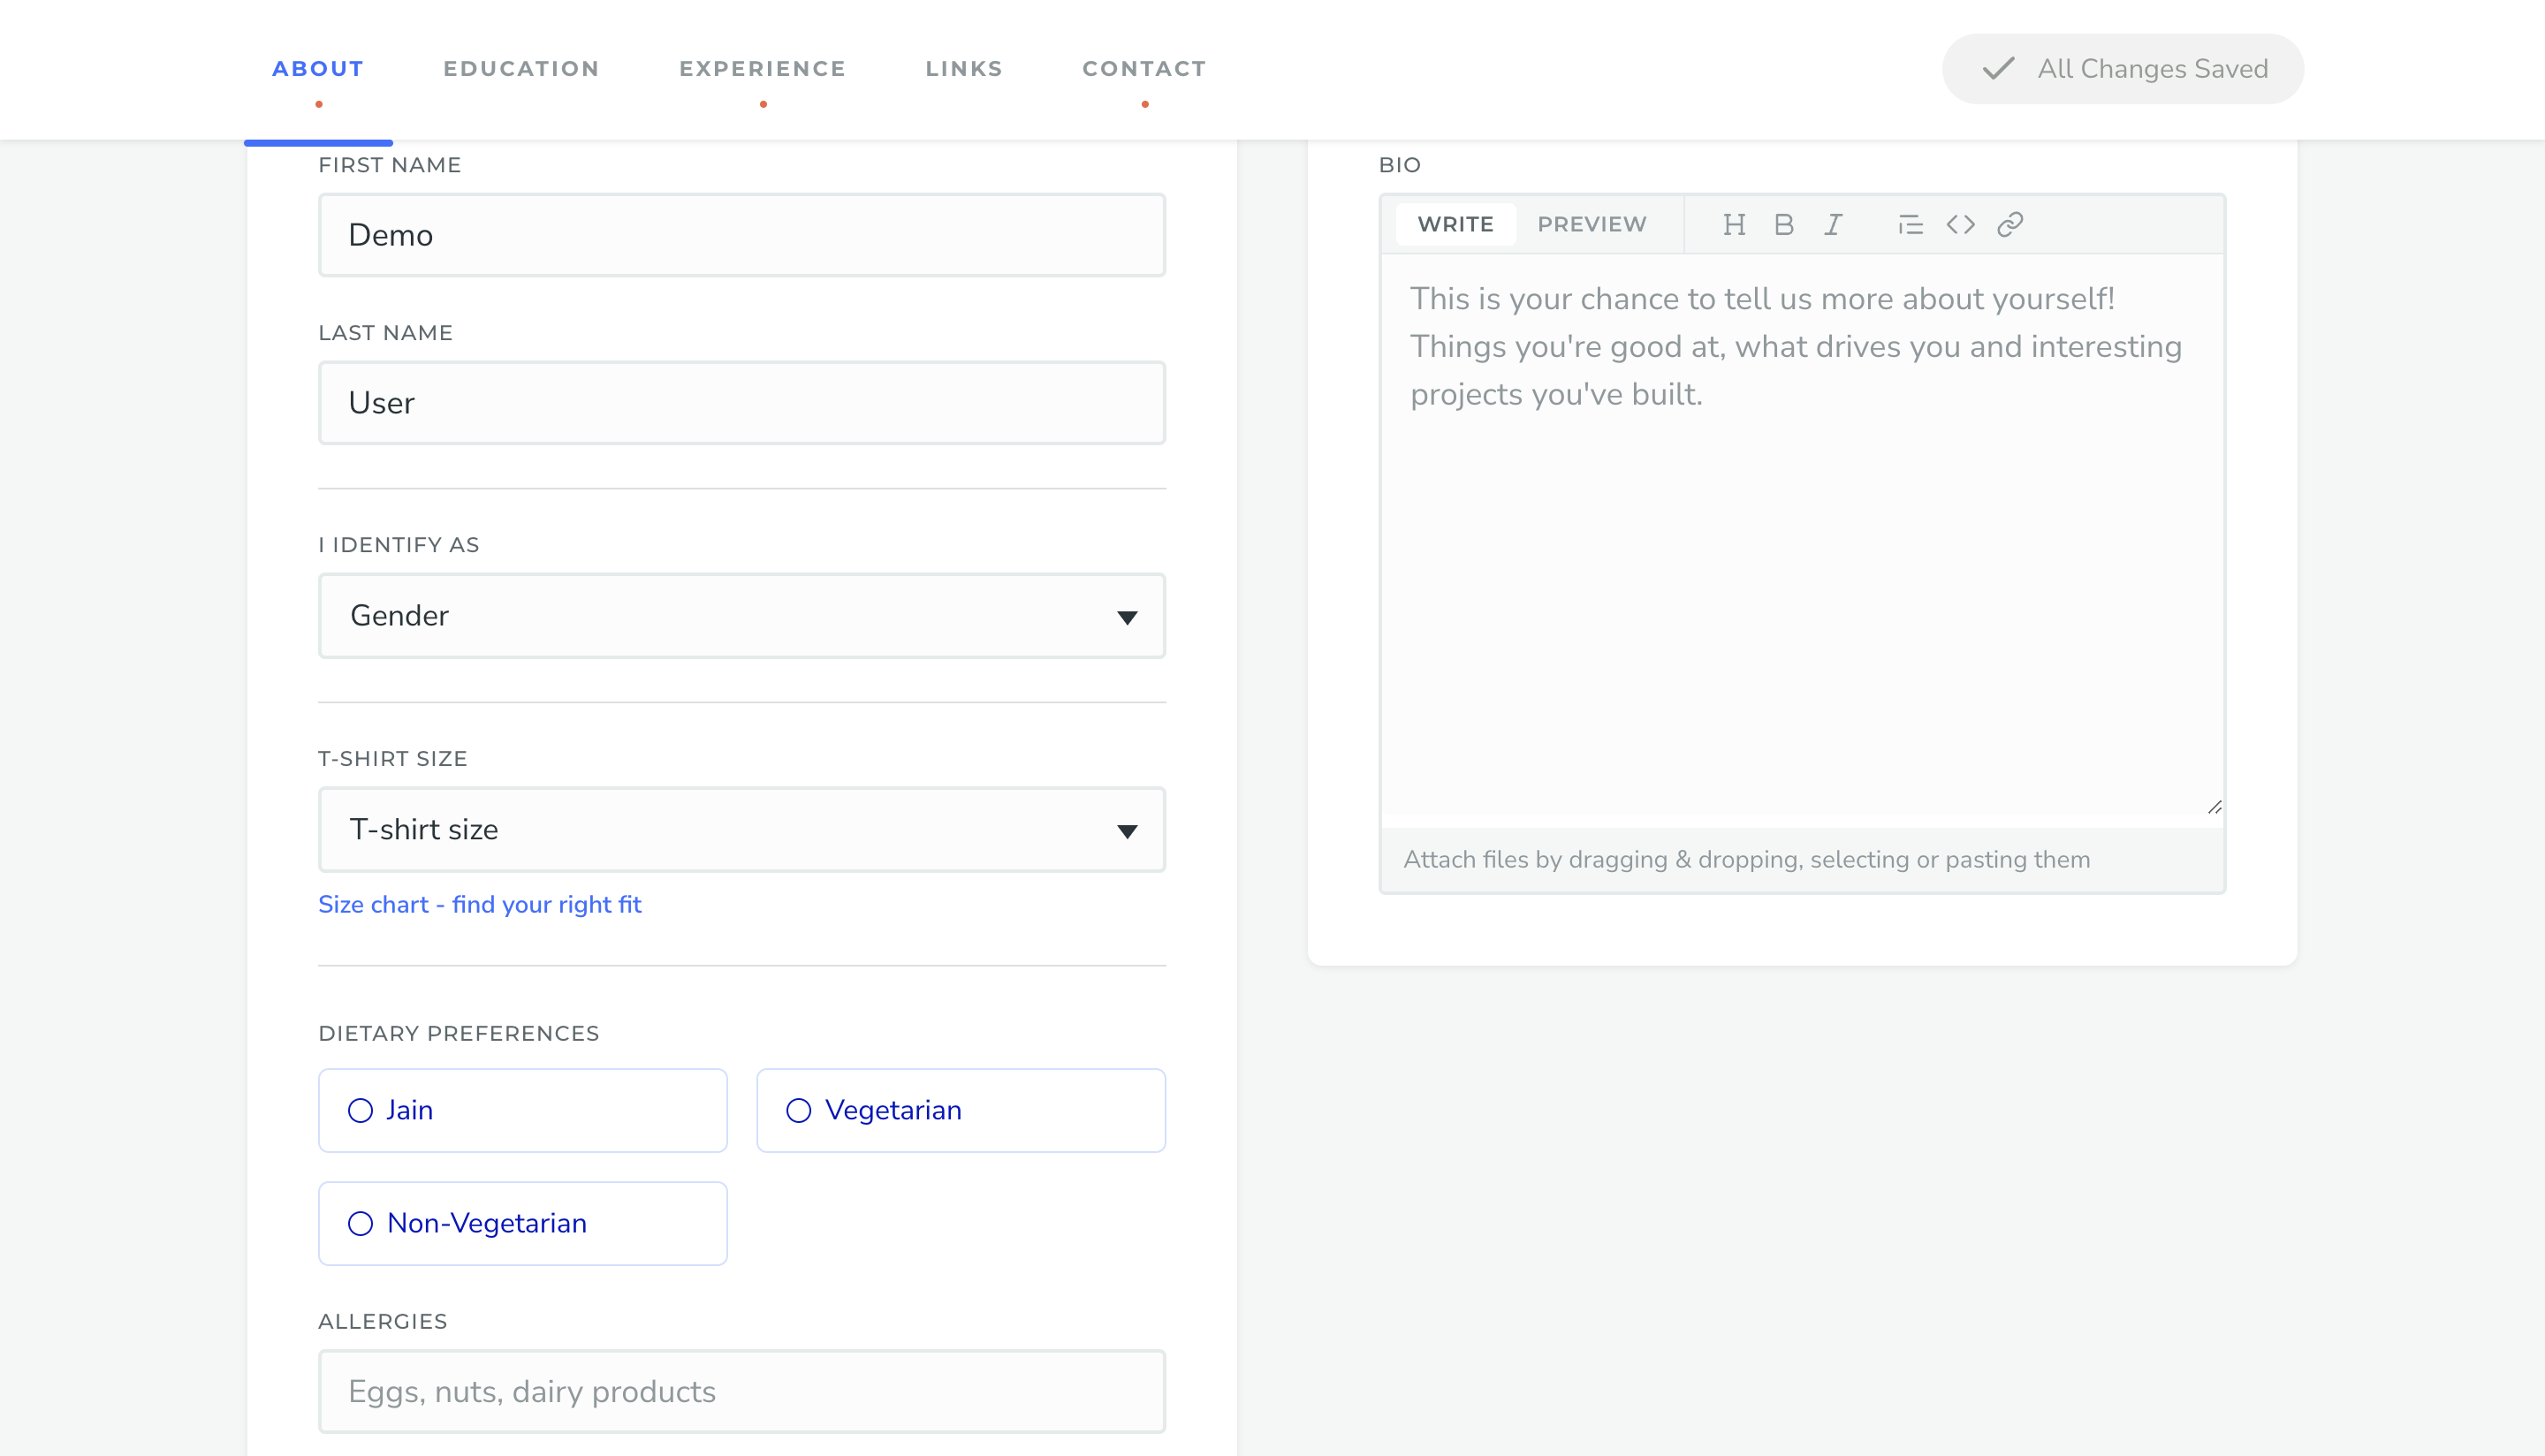 ABOUT EDUCATION EXPERIENCE LINKS CONTACT
All Changes Saved
FIRST NAME
Demo
LAST NAME
User
I IDENTIFY AS
Gender
T-SHIRT SIZE
T-shirt size
Size chart - find your right fit
DIETARY PREFERENCES
Jain
Vegetarian
Non-Vegetarian
ALLERGIES
Eggs, nuts, dairy products
BIO
WRITE PREVIEW H B I
This is your chance to tell us more about yourself!
Things you're good at, what drives you and interesting
projects you've built.
Attach files by dragging & dropping, selecting or pasting them